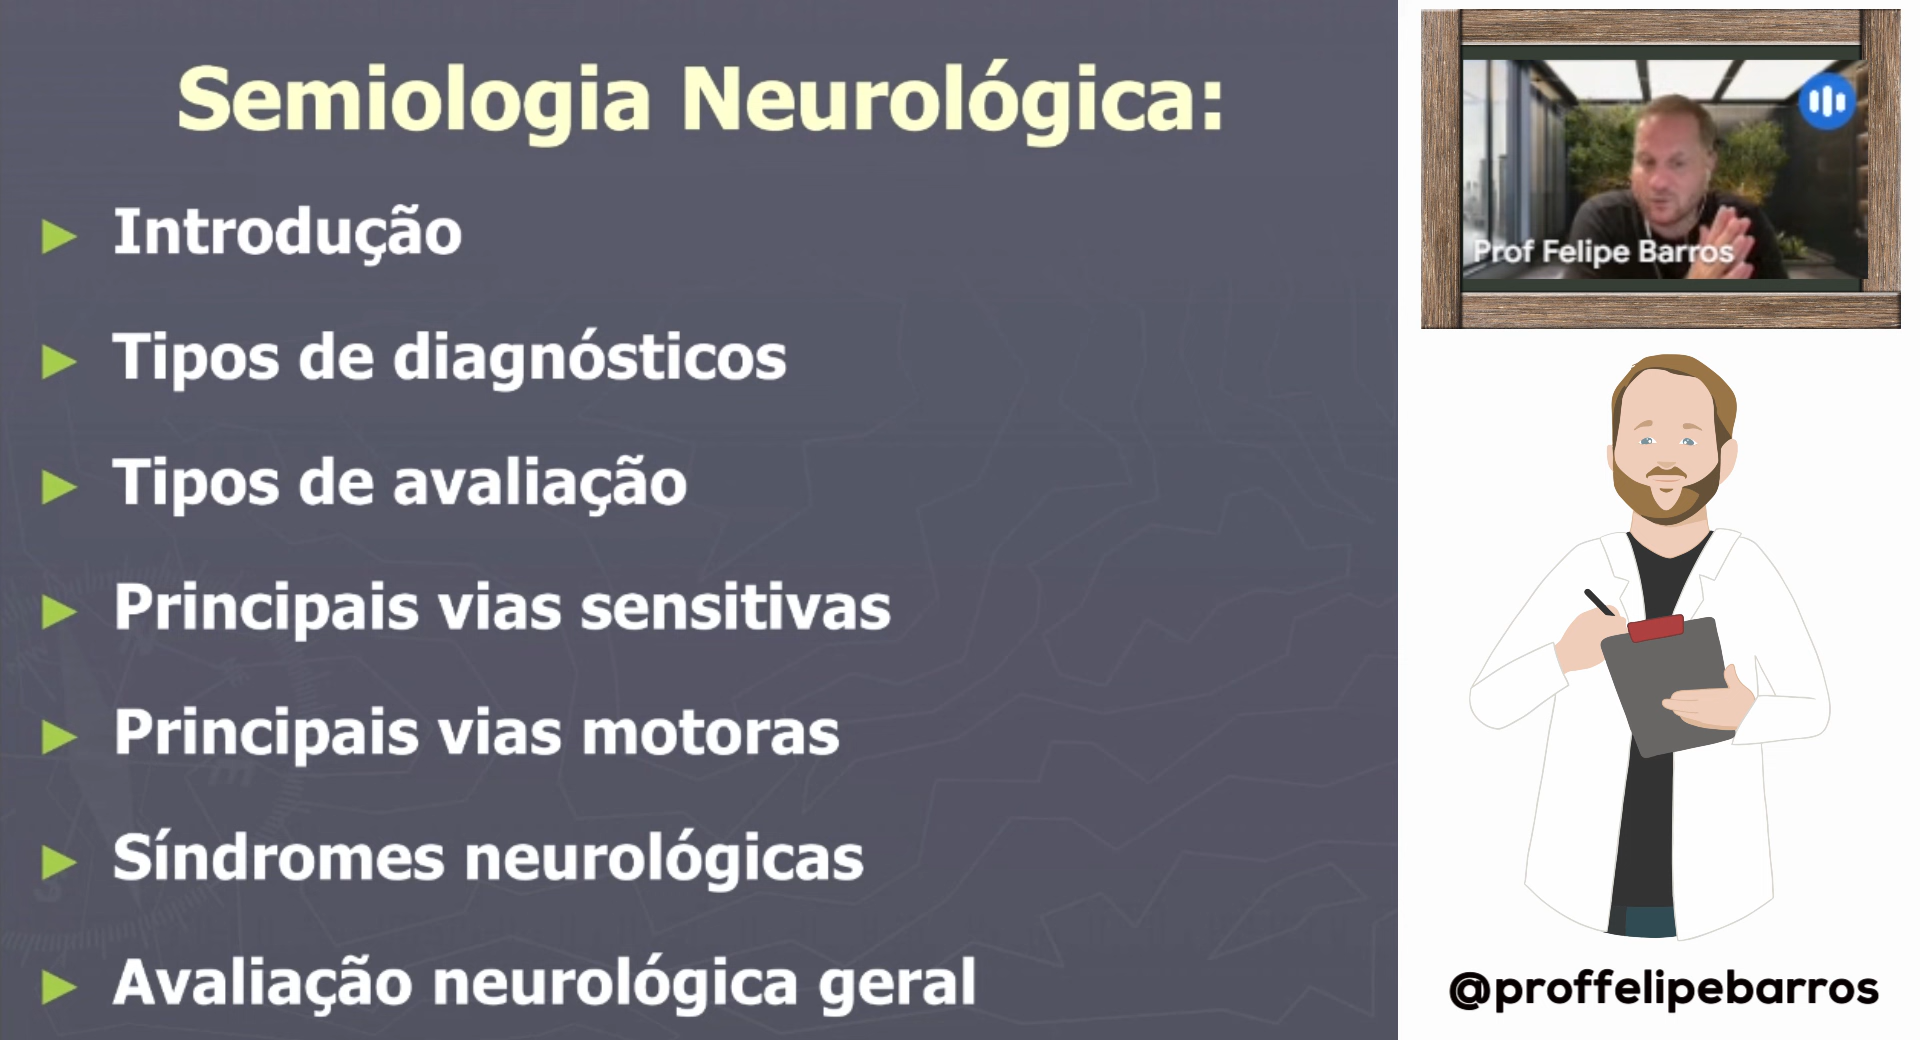 Semiologia Neurológica:
Introdução
Tipos de diagnósticos
Tipos de avaliação
Principais vias sensitivas
Principais vias motoras
Síndromes neurológicas
Avaliação neurológica geral
Prof Felipe Barros
@proffelipebarros